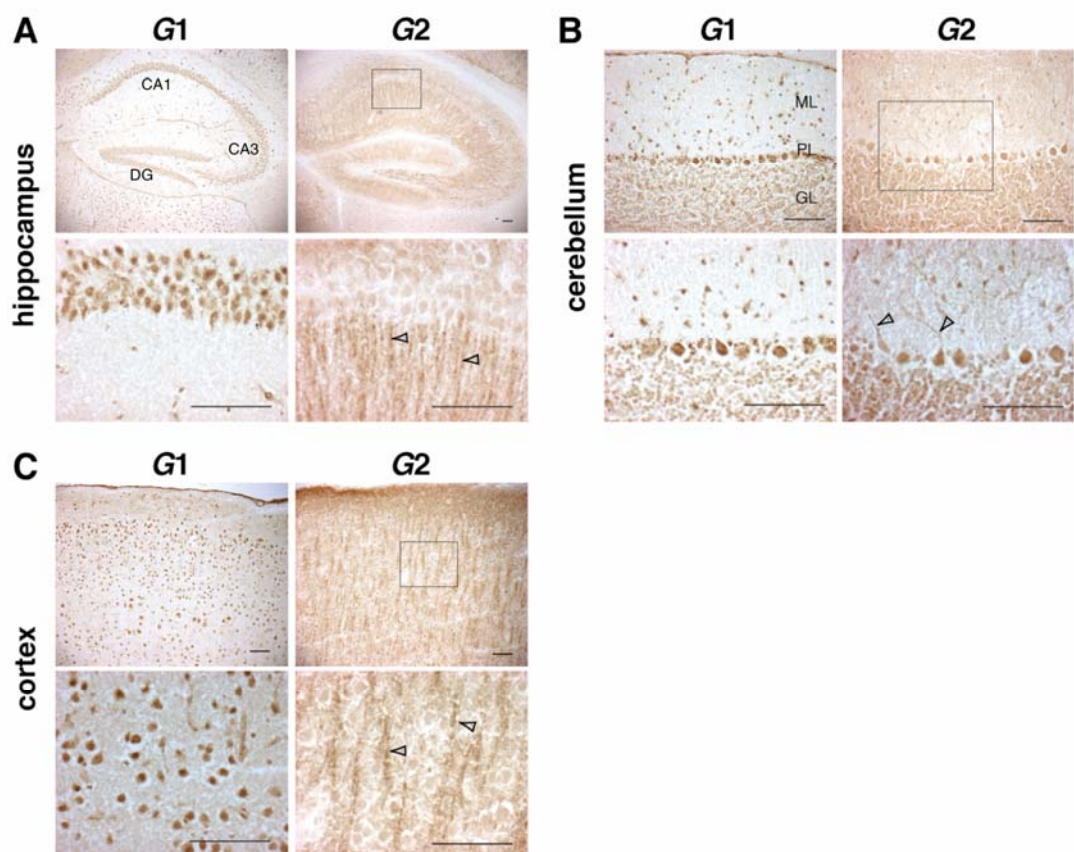 A
G1
G2
hippocampus
CA1
CA3
DG
B
G1
G2
cerebellum
ML
PL
GL
C
G1
G2
cortex